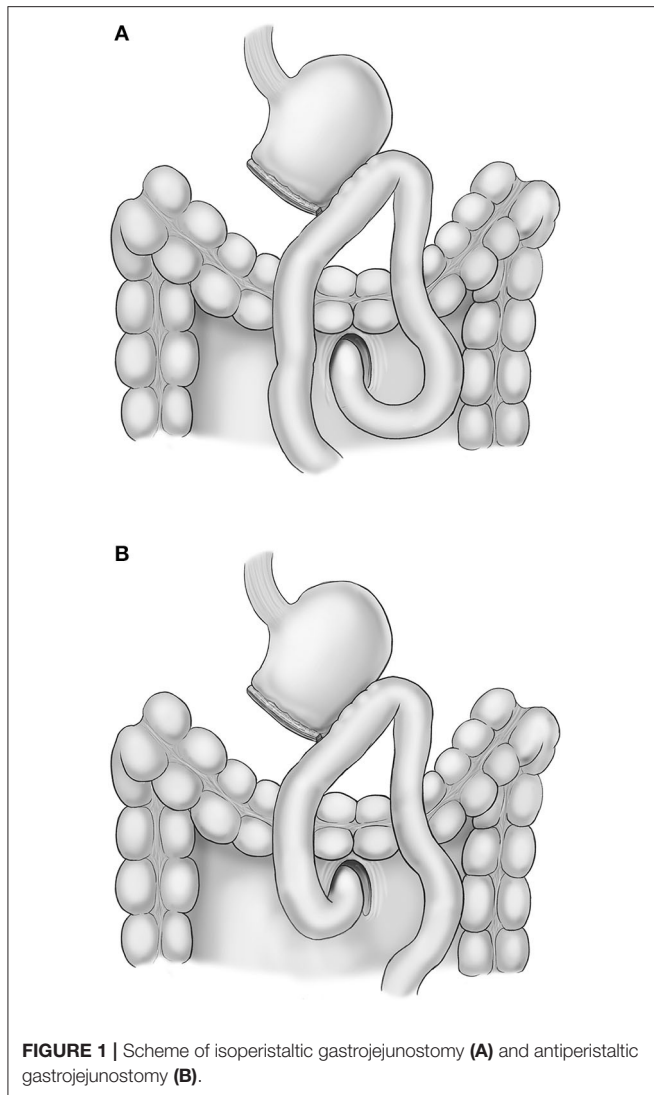 A
B
FIGURE 1 | Scheme of isoperistaltic gastrojejunostomy (A) and antiperistaltic
gastrojejunostomy (B).